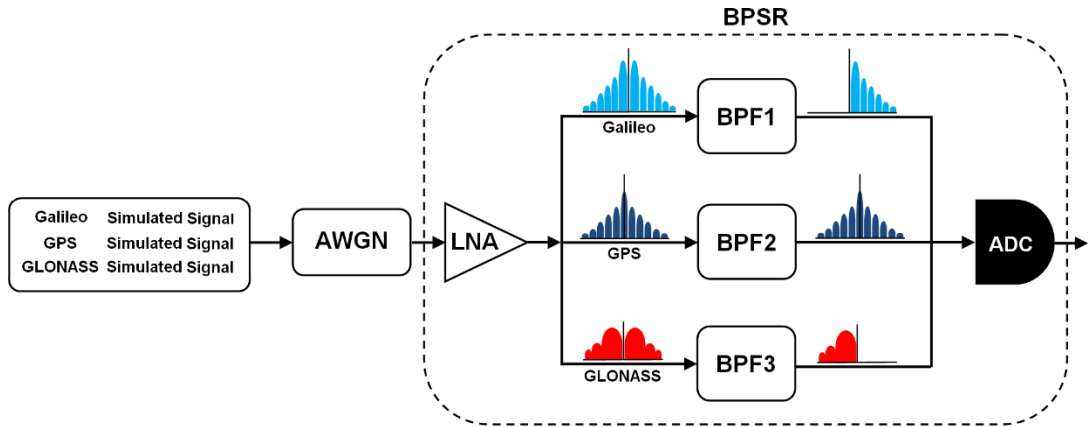 BPSR
Galileo
BPF1
Galileo Simulated Signal
GPS Simulated Signal
GLONASS Simulated Signal
AWGN
LNA
GPS
BPF2
ADC
GLONASS
BPF3